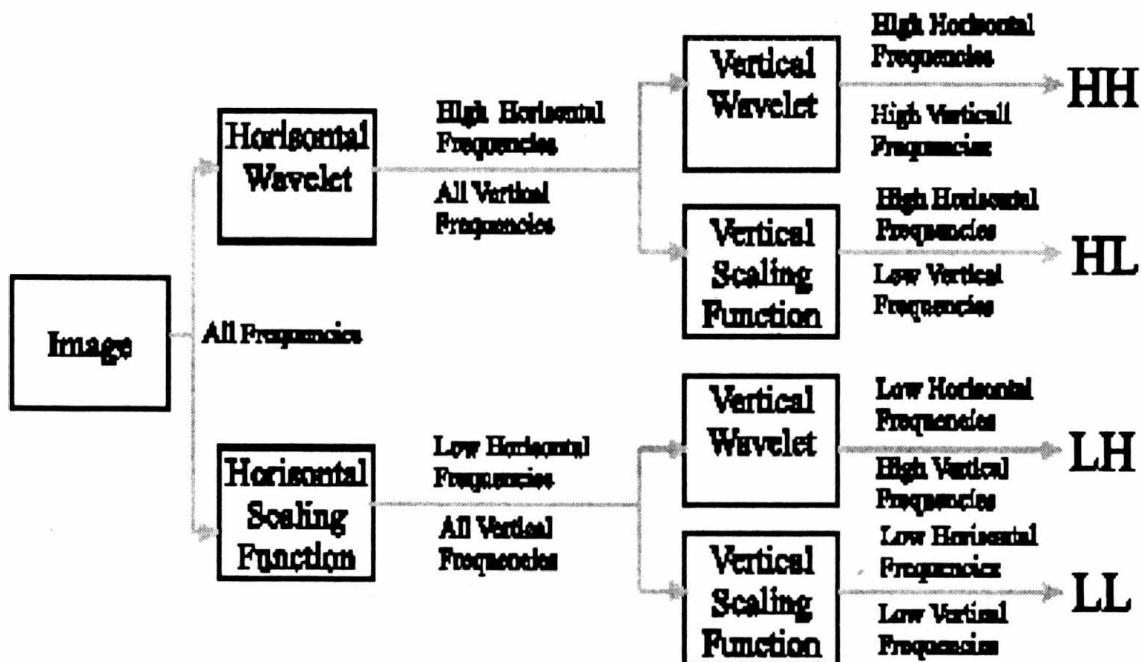 High Horisontal
Frequencies
Vertical
Wavelet
HH
High Verticall
Frequencies
Horisontal
Wavelet
High Horisontal
Frequencies
All Vertical
Frequencies
High Horisontal
Frequencies
Vertical
Scaling
Function
HL
Low Vertical
Frequencies
Image
All Frequencies
Low Horisontal
Frequencies
Vertical
Wavelet
LH
High Vertical
Frequencies
Horisontal
Scaling
Function
Low Horisontal
Frequencies
All Vertical
Frequencies
Low Horisontal
Frequencies
Vertical
Scaling
Function
LL
Low Vertical
Frequencies